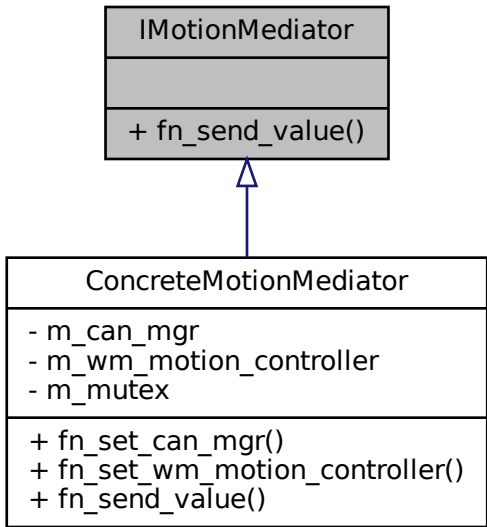 IMotionMediator
+ fn_send_value()
ConcreteMotionMediator
- m_can_mgr
- m_wm_motion_controller
- m_mutex
+ fn_set_can_mgr()
+ fn_set_wm_motion_controller()
+ fn_send_value()